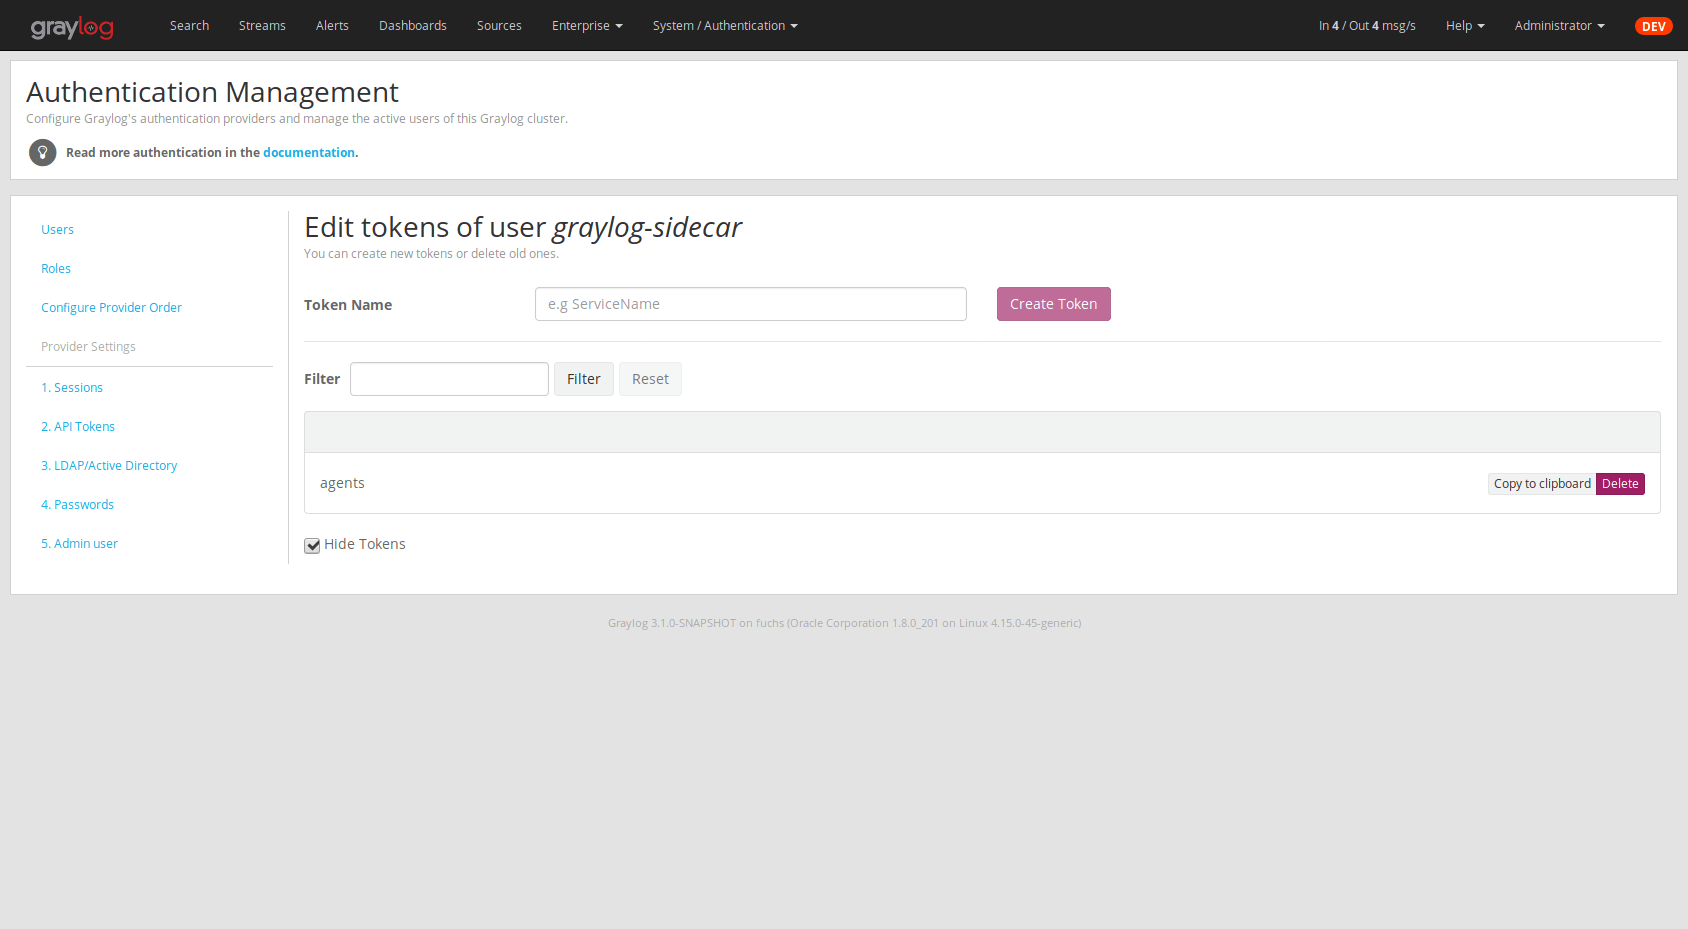 graylog Search Streams Alerts Dashboards Sources Enterprise System / Authentication In 4 / Out 4 msg/s Help Administrator DEV
Authentication Management
Configure Graylog's authentication providers and manage the active users of this Graylog cluster.
Read more authentication in the documentation.
Users
Roles
Configure Provider Order
Provider Settings
1. Sessions
2. API Tokens
3. LDAP/Active Directory
4. Passwords
5. Admin user
Edit tokens of user graylog-sidecar
You can create new tokens or delete old ones.
Token Name e.g ServiceName Create Token
Filter Filter Reset
agents Copy to clipboard Delete
Hide Tokens
Graylog 3.1.0-SNAPSHOT on fuchs (Oracle Corporation 1.8.0_201 on Linux 4.15.0-45-generic)